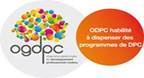 ogdpc
ODPC habilité
à dispenser des
programmes de DPC